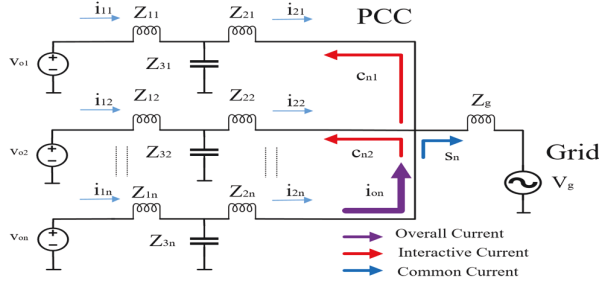 PCC
i11 Z11 Z21 i21
vo1 Z31 cn1
i12 Z12 Z22 i22 Zg
vo2 Z32 cn2 sn Grid
i1n Z1n Z2n i2n ion Vg
von Z3n
Overall Current
Interactive Current
Common Current